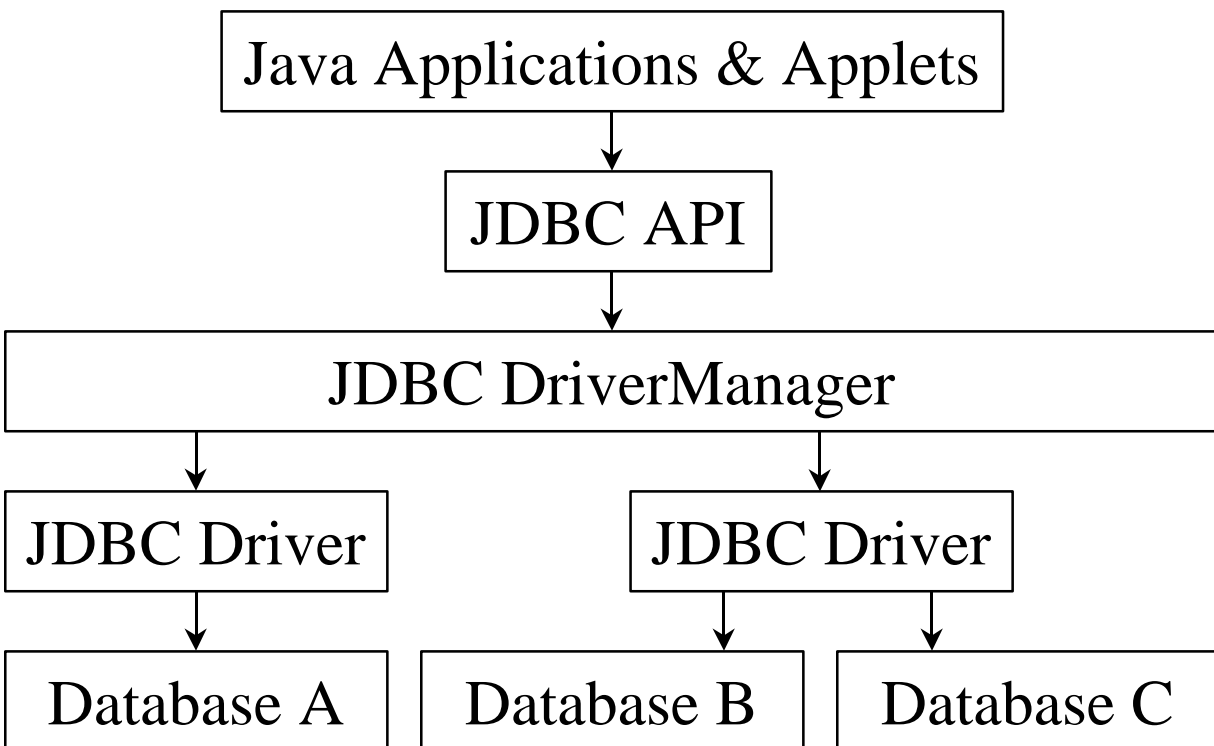 Java Applications & Applets
JDBC API
JDBC DriverManager
JDBC Driver
JDBC Driver
Database A
Database B
Database C